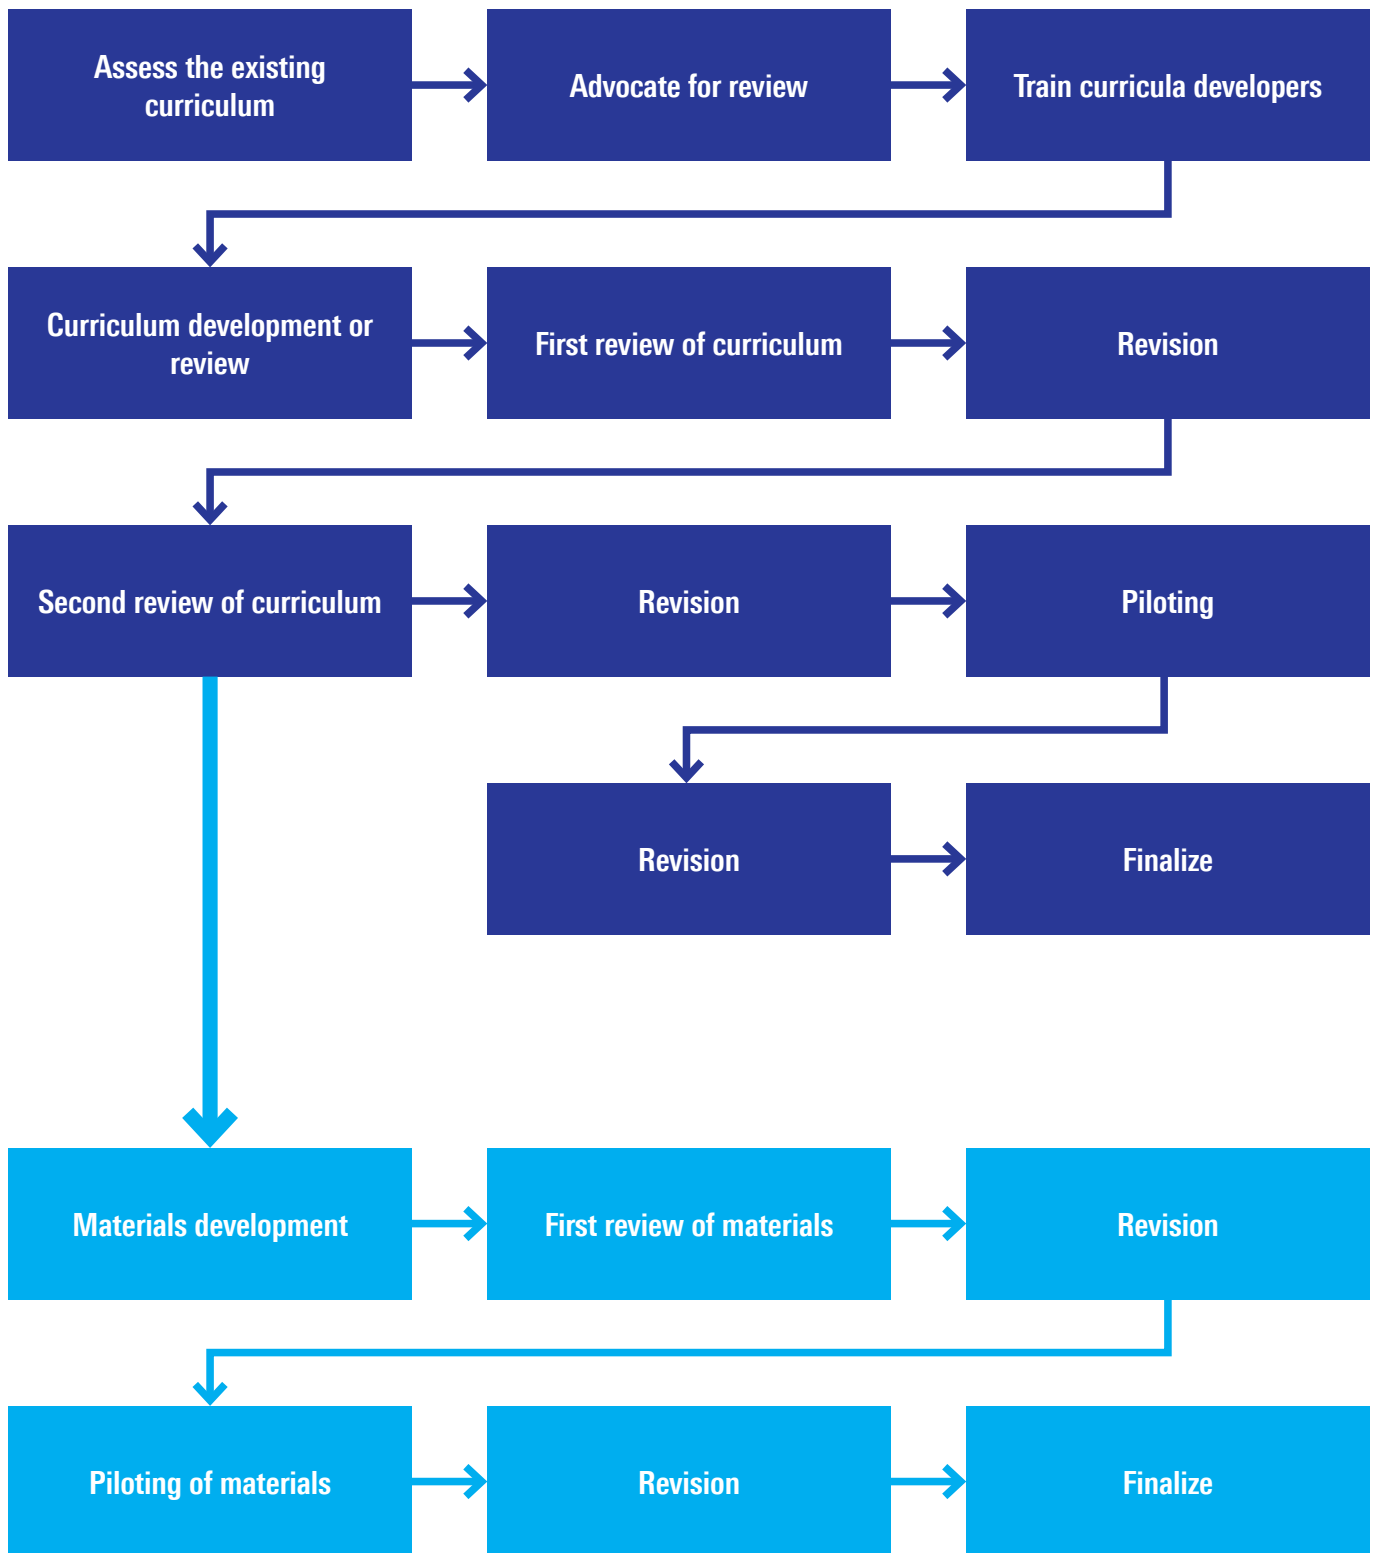 Assess the existing
curriculum
Advocate for review
Train curricula developers
Curriculum development or
review
First review of curriculum
Revision
Second review of curriculum
Revision
Piloting
Revision
Finalize
Materials development
First review of materials
Revision
Piloting of materials
Revision
Finalize